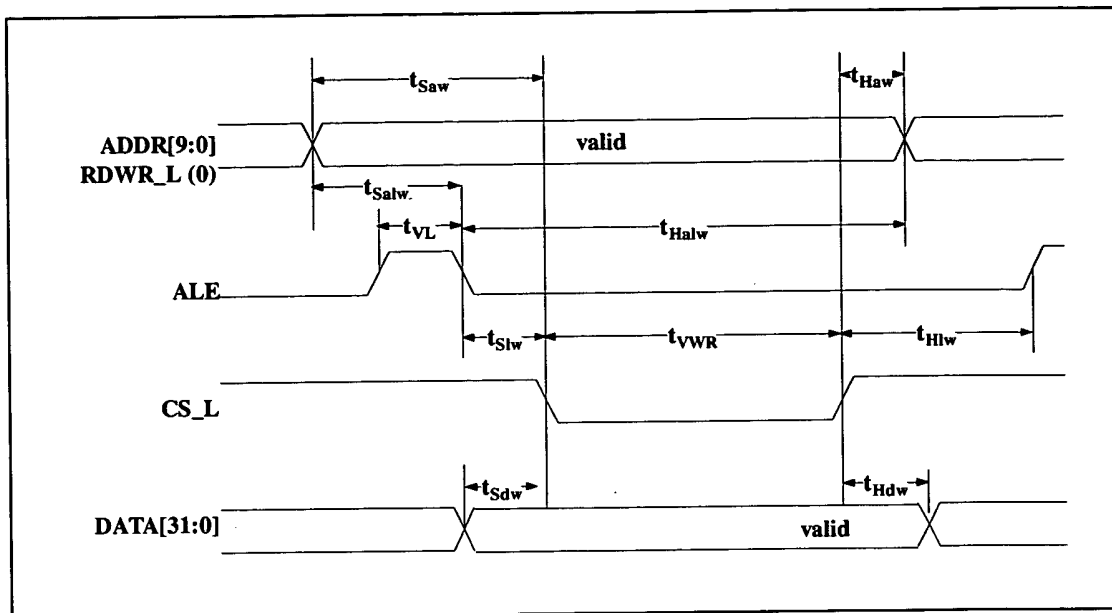 tSaw
tHaw
ADDR[9:0]
valid
RDWR_L (0)
tSalw.
tVL
tHalw
ALE
tSlw
tVWR
tHlw
CS_L
tSdw
tHdw
DATA[31:0]
valid